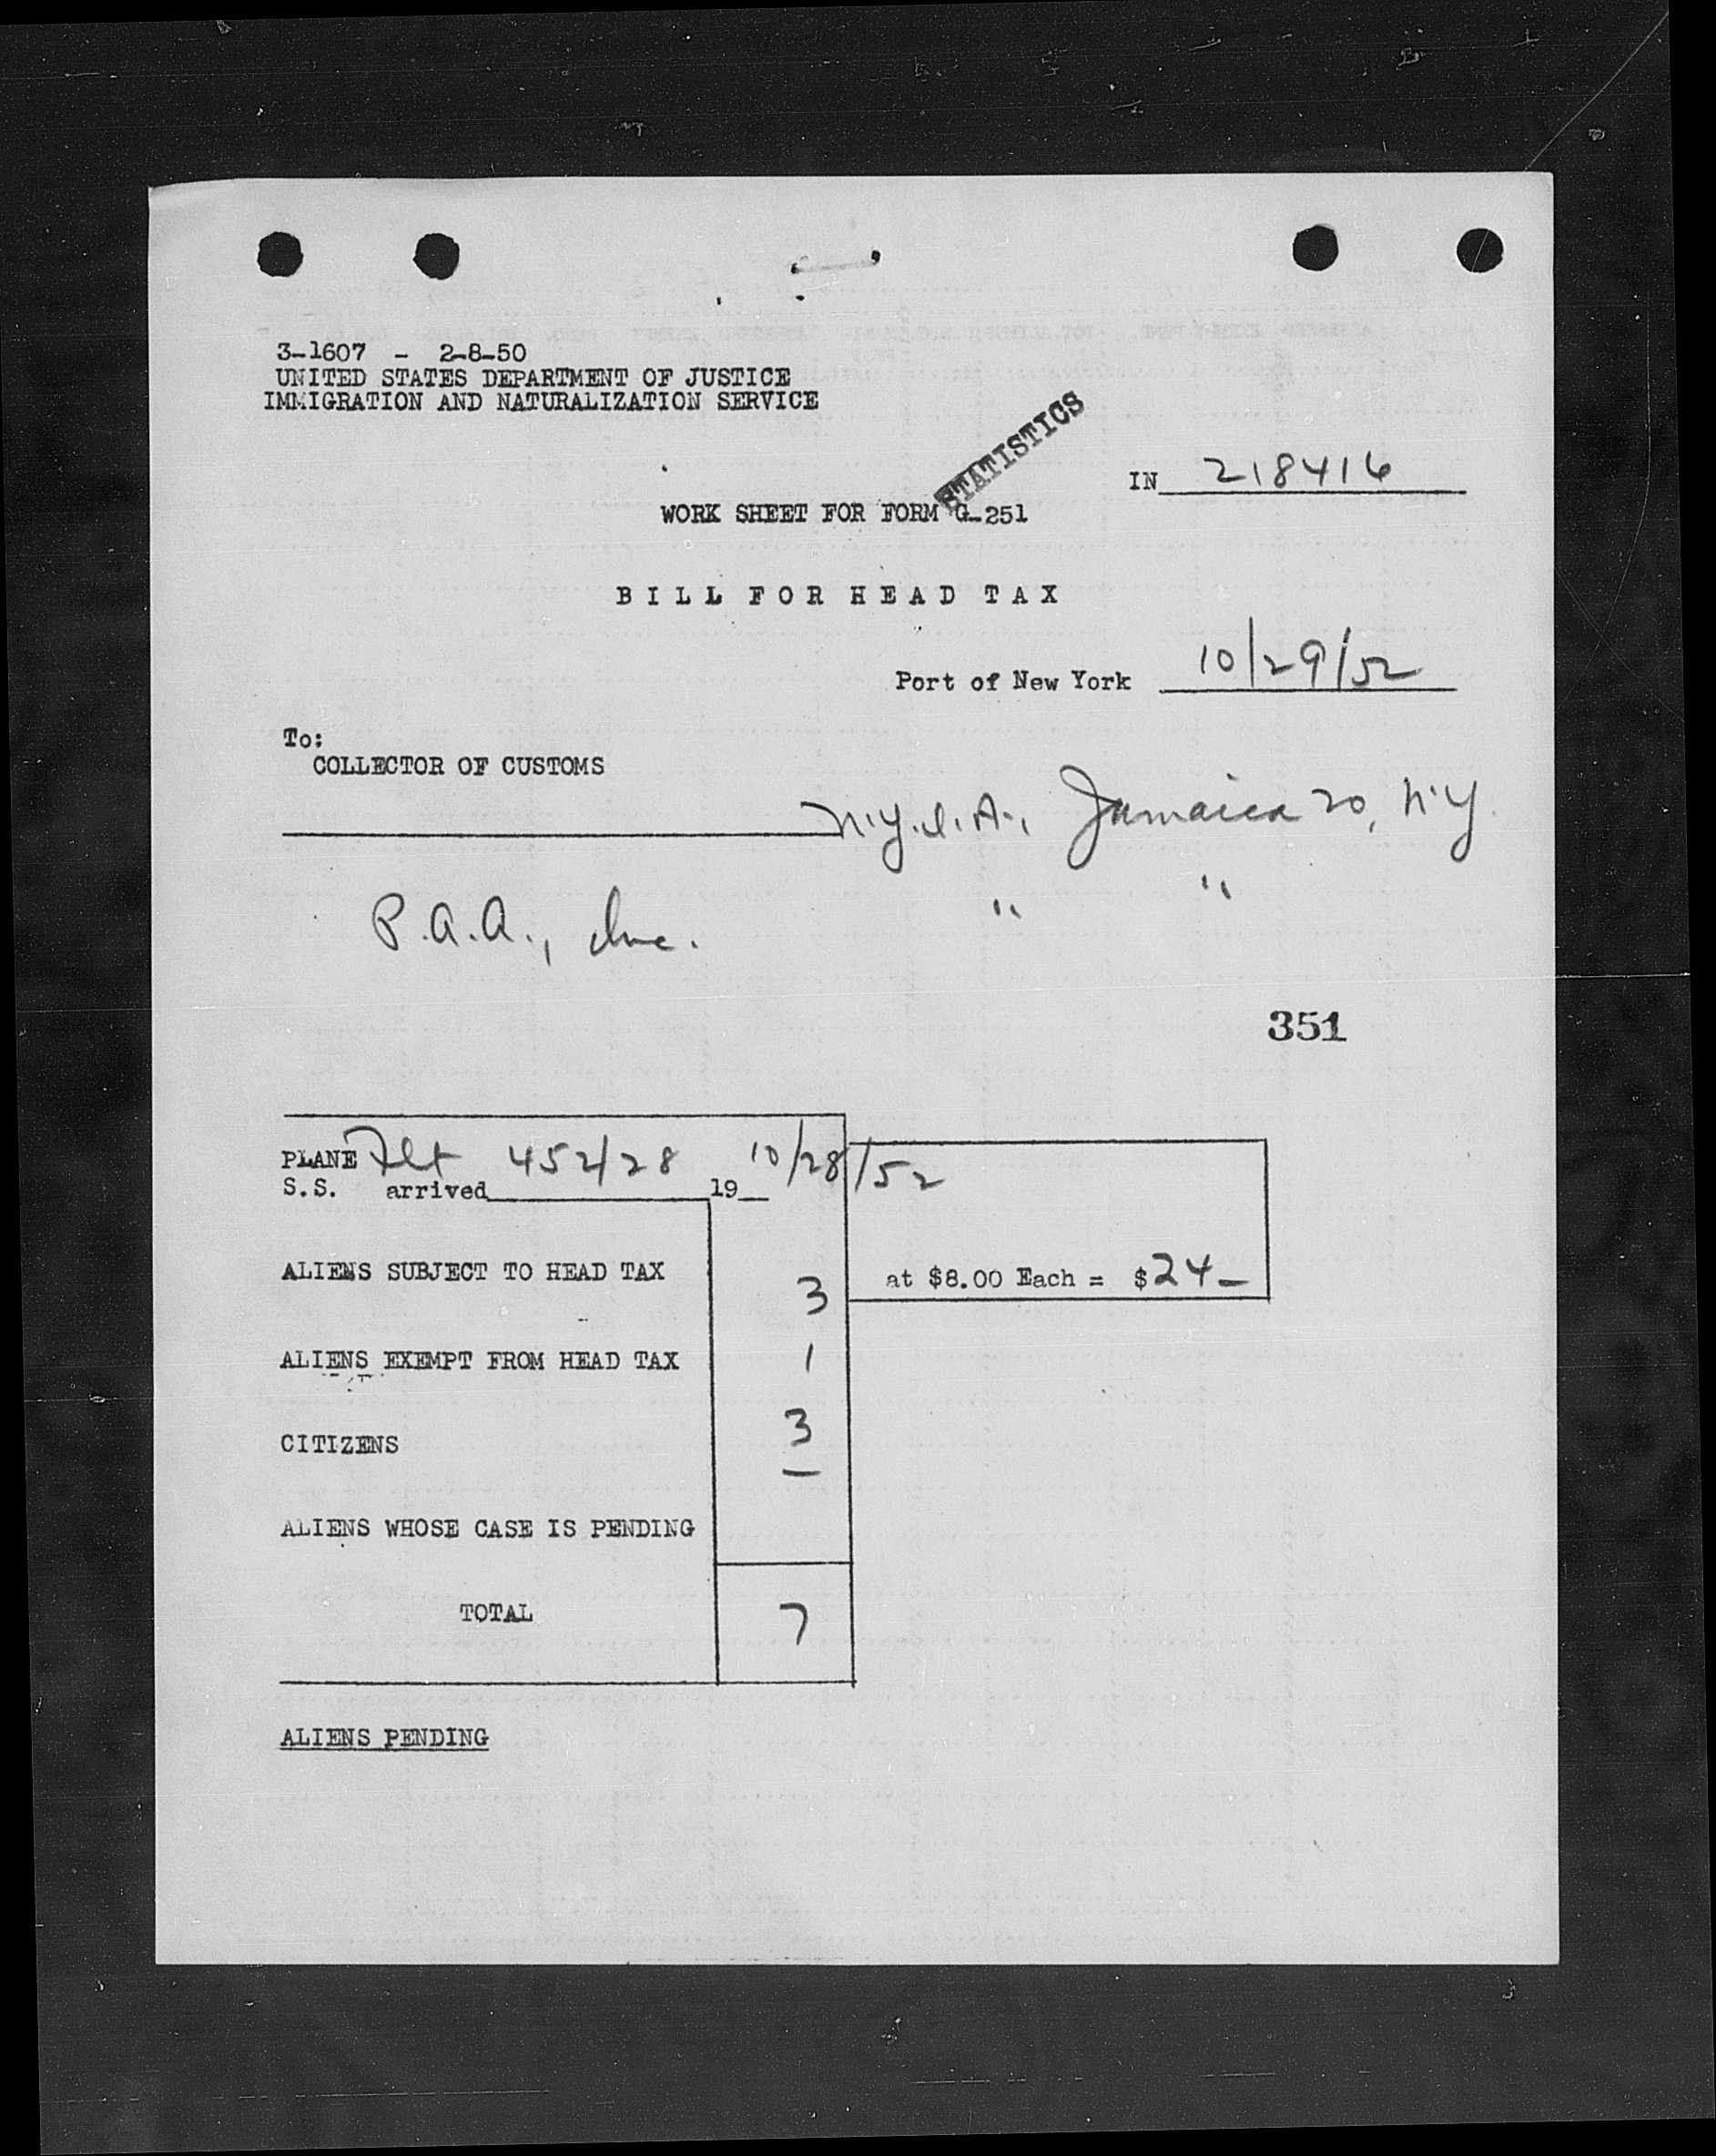 3-1607 - 2-8-50
UNITED STATES DEPARTMENT OF JUSTICE
IMMIGRATION AND NATURALIZATION SERVICE
STATISTICS
IN 218416
WORK SHEET FOR FORM G-251
BILL FOR HEAD TAX
Port of New York 10/29/52
To:
COLLECTOR OF CUSTOMS
N.Y.I.A., Jamaica 20, N.Y.
P.A.A., Inc. " "
351
PLANE Flt 452/28 10/28/52
S.S. arrived 19
ALIENS SUBJECT TO HEAD TAX 3 at $8.00 Each = $24-
ALIENS EXEMPT FROM HEAD TAX 1
CITIZENS 3
ALIENS WHOSE CASE IS PENDING
TOTAL 7
ALIENS PENDING